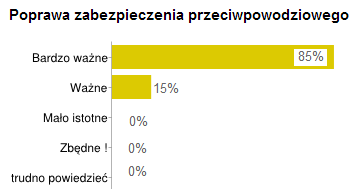 Poprawa zabezpieczenia przeciwpowodziowego
Bardzo ważne 85%
Ważne 15%
Mało istotne 0%
Zbędne ! 0%
trudno powiedzieć 0%